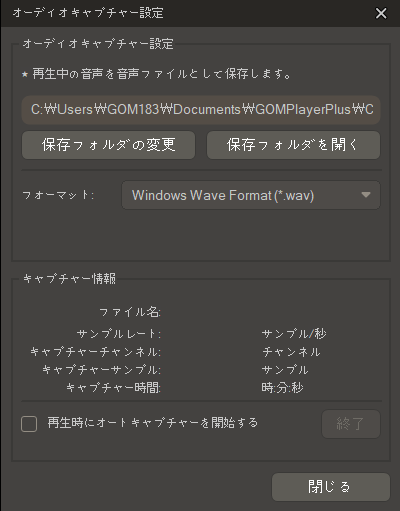 オーディオキャプチャー設定
オーディオキャプチャー設定
* 再生中の音声を音声ファイルとして保存します。
C:₩Users₩GOM183₩Documents₩GOMPlayerPlus₩C
保存フォルダの変更 保存フォルダを開く
フォーマット: Windows Wave Format (*.wav)
キャプチャー情報
ファイル名:
サンプルレート: サンプル/秒
キャプチャーチャンネル: チャンネル
キャプチャーサンプル: サンプル
キャプチャー時間: 時:分:秒
再生時にオートキャプチャーを開始する 終了
閉じる